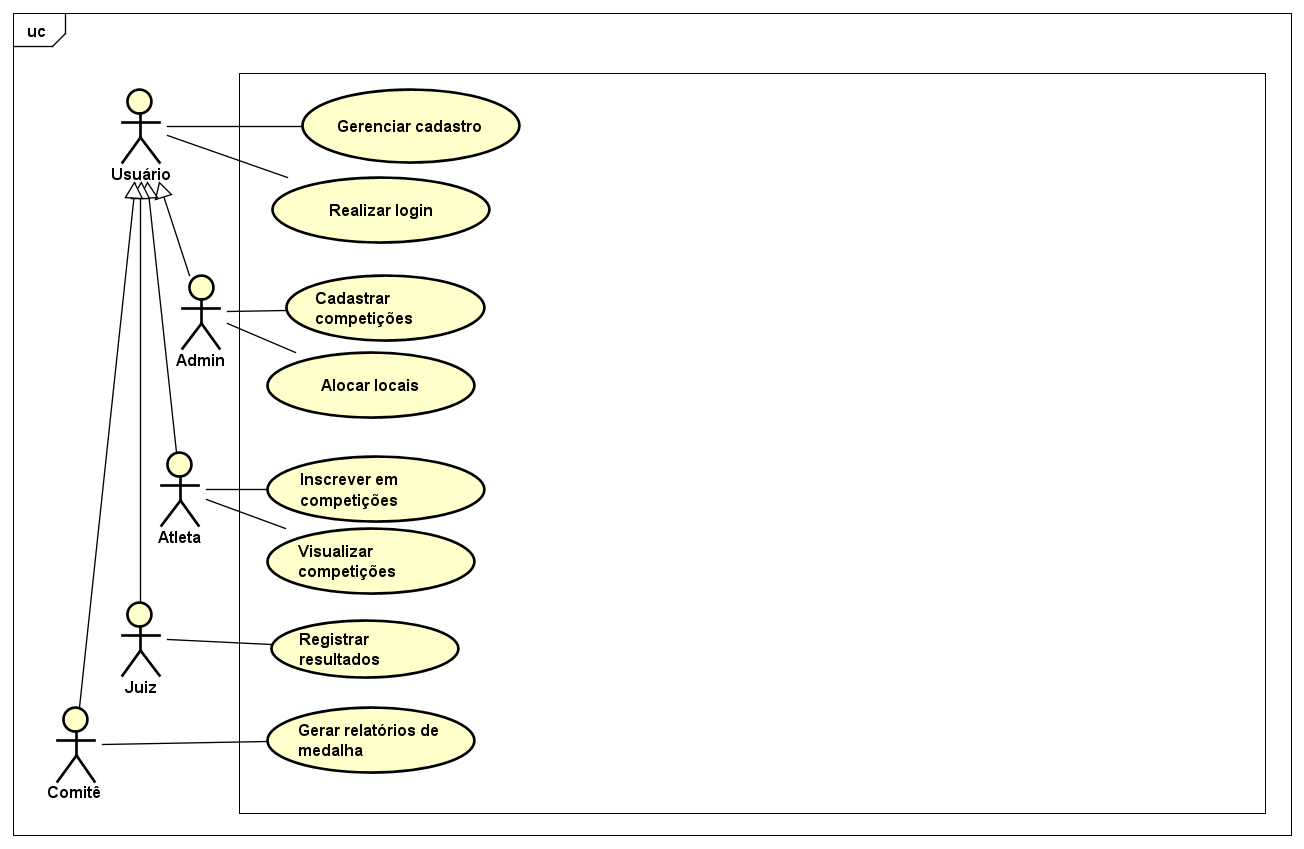 uc
Gerenciar cadastro
Usuário
Realizar login
Cadastrar
competições
Admin
Alocar locais
Inscrever em
competições
Atleta
Visualizar
competições
Registrar
resultados
Juiz
Gerar relatórios de
medalha
Comitê